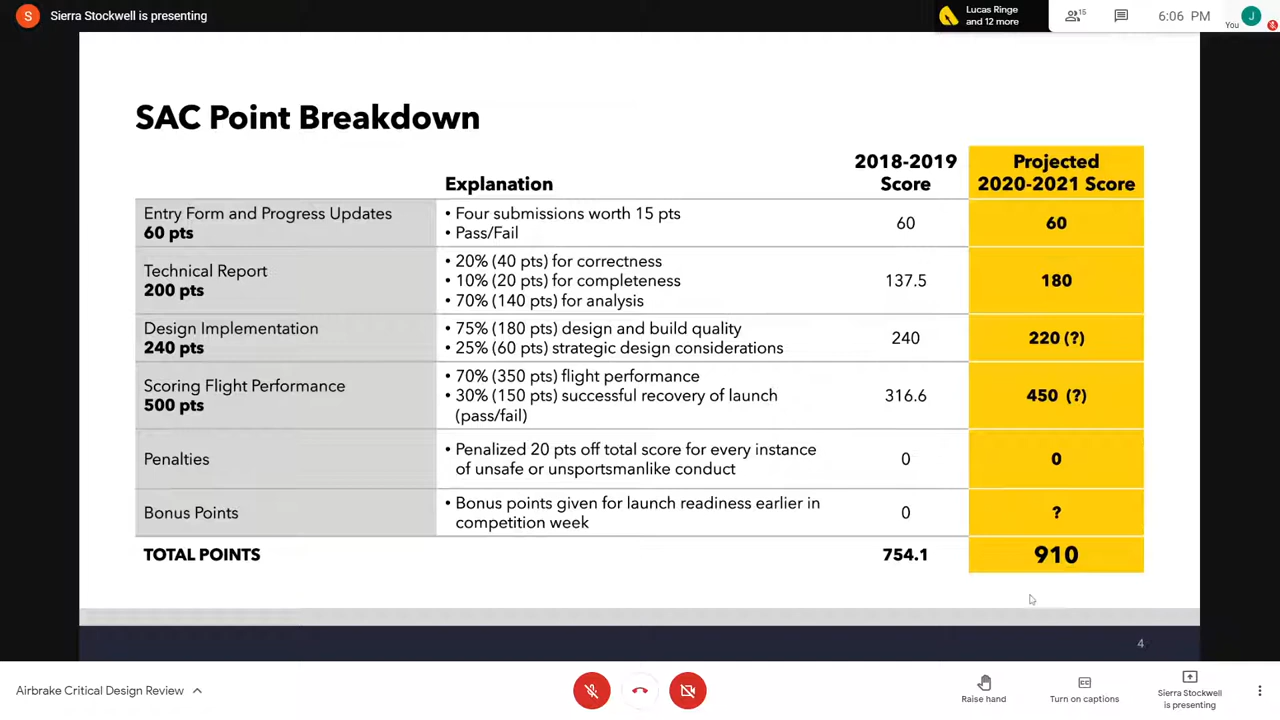 S Sierra Stockwell is presenting
Lucas Ringe
and 12 more
15
6:06 PM
You
J
SAC Point Breakdown
Explanation
2018-2019
Score
Projected
2020-2021 Score
Entry Form and Progress Updates
60 pts
• Four submissions worth 15 pts
• Pass/Fail
60
60
Technical Report
200 pts
• 20% (40 pts) for correctness
• 10% (20 pts) for completeness
• 70% (140 pts) for analysis
137.5
180
Design Implementation
240 pts
• 75% (180 pts) design and build quality
• 25% (60 pts) strategic design considerations
240
220 (?)
Scoring Flight Performance
500 pts
• 70% (350 pts) flight performance
• 30% (150 pts) successful recovery of launch
(pass/fail)
316.6
450 (?)
Penalties
• Penalized 20 pts off total score for every instance
of unsafe or unsportsmanlike conduct
0
0
Bonus Points
• Bonus points given for launch readiness earlier in
competition week
0
?
TOTAL POINTS
754.1
910
4
Airbrake Critical Design Review
Raise hand
Turn on captions
Sierra Stockwell
is presenting